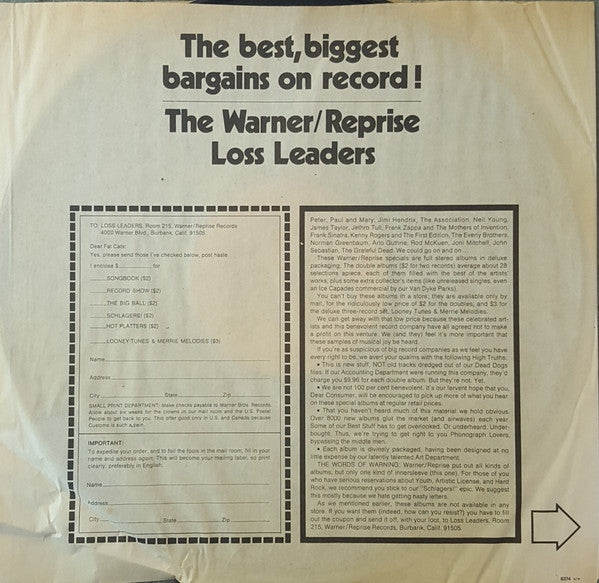 The best, biggest
bargains on record!
The Warner/Reprise
Loss Leaders
TO: LOSS LEADERS, Room 215, Warner/Reprise Records
4000 Warner Blvd., Burbank, Calif. 91505
Dear Fat Cats:
Yes, please send those I've checked below, post haste.
I enclose $ for
SONGBOOK ($2)
RECORD SHOW ($2)
THE BIG BALL ($2)
SCHLAGERS! ($2)
HOT PLATTERS ($2)
LOONEY TUNES & MERRIE MELODIES ($3)
Name
Address
City State Zip
SMALL PRINT DEPARTMENT: Make checks payable to Warner Bros. Records.
Allow about six weeks for the clowns in our mail room and the U.S. Postal
People to get back to you. This offer good only in U.S. and Canada because
Customs is such a pain.
IMPORTANT:
To expedite your order, and to foil the fools in the mail room, fill in your
name and address again. This will become your mailing label, so print
clearly, preferably in English.
Name
Address
City State Zip
Peter, Paul and Mary, Jimi Hendrix, The Association, Neil Young,
James Taylor, Jethro Tull, Frank Zappa and The Mothers of Invention,
Frank Sinatra, Kenny Rogers and The First Edition, The Everly Brothers,
Norman Greenbaum, Arlo Guthrie, Rod McKuen, Joni Mitchell, John
Sebastian, The Grateful Dead. We could go on and on . . .
These Warner/Reprise specials are full stereo albums in deluxe
packaging. The double albums ($2 for two records) average about 28
selections apiece, each of them filled with the best of the artists'
works, plus some extra collector's items (like unreleased singles, even
an Ice Capades commercial by our Van Dyke Parks).
You can't buy these albums in a store; they are available only by
mail, for the ridiculously low price of $2 for the doubles, and $3 for
the deluxe three-record set, Looney Tunes & Merrie Melodies.
We can get away with that low price because these celebrated art-
ists and this benevolent record company have all agreed not to make
a profit on this venture. We (and they) feel it's more important that
these samples of musical joy be heard.
If you're as suspicious of big record companies as we feel you have
every right to be, we avert your qualms with the following High Truths:
• This is new stuff, NOT old tracks dredged out of our Dead Dogs
files. If our Accounting Department were running this company, they'd
charge you $9.96 for each double album. But they're not. Yet.
• We are not 100 per cent benevolent. It's our fervent hope that you,
Dear Consumer, will be encouraged to pick up more of what you hear
on these special albums at regular retail prices.
• That you haven't heard much of this material we hold obvious.
Over 8000 new albums glut the market (and airwaves) each year.
Some of our Best Stuff has to get overlooked. Or underheard. Under-
bought. Thus, we're trying to get right to you Phonograph Lovers,
bypassing the middle men.
• Each album is divinely packaged, having been designed at no
little expense by our latently talented Art Department.
THE WORDS OF WARNING: Warner/Reprise put out all kinds of
albums, but only one kind of innersleeve (this one). For those of you
who have serious reservations about Youth, Artistic License, and Hard
Rock, we recommend you stick to our "Schlagers!" epic. We suggest
this mostly because we hate getting nasty letters.
As we mentioned earlier, these albums are not available in any
store. If you want them (indeed, how can you resist?) you have to fill
out the coupon and send it off, with your loot, to Loss Leaders, Room
215, Warner/Reprise Records, Burbank, Calif. 91505.